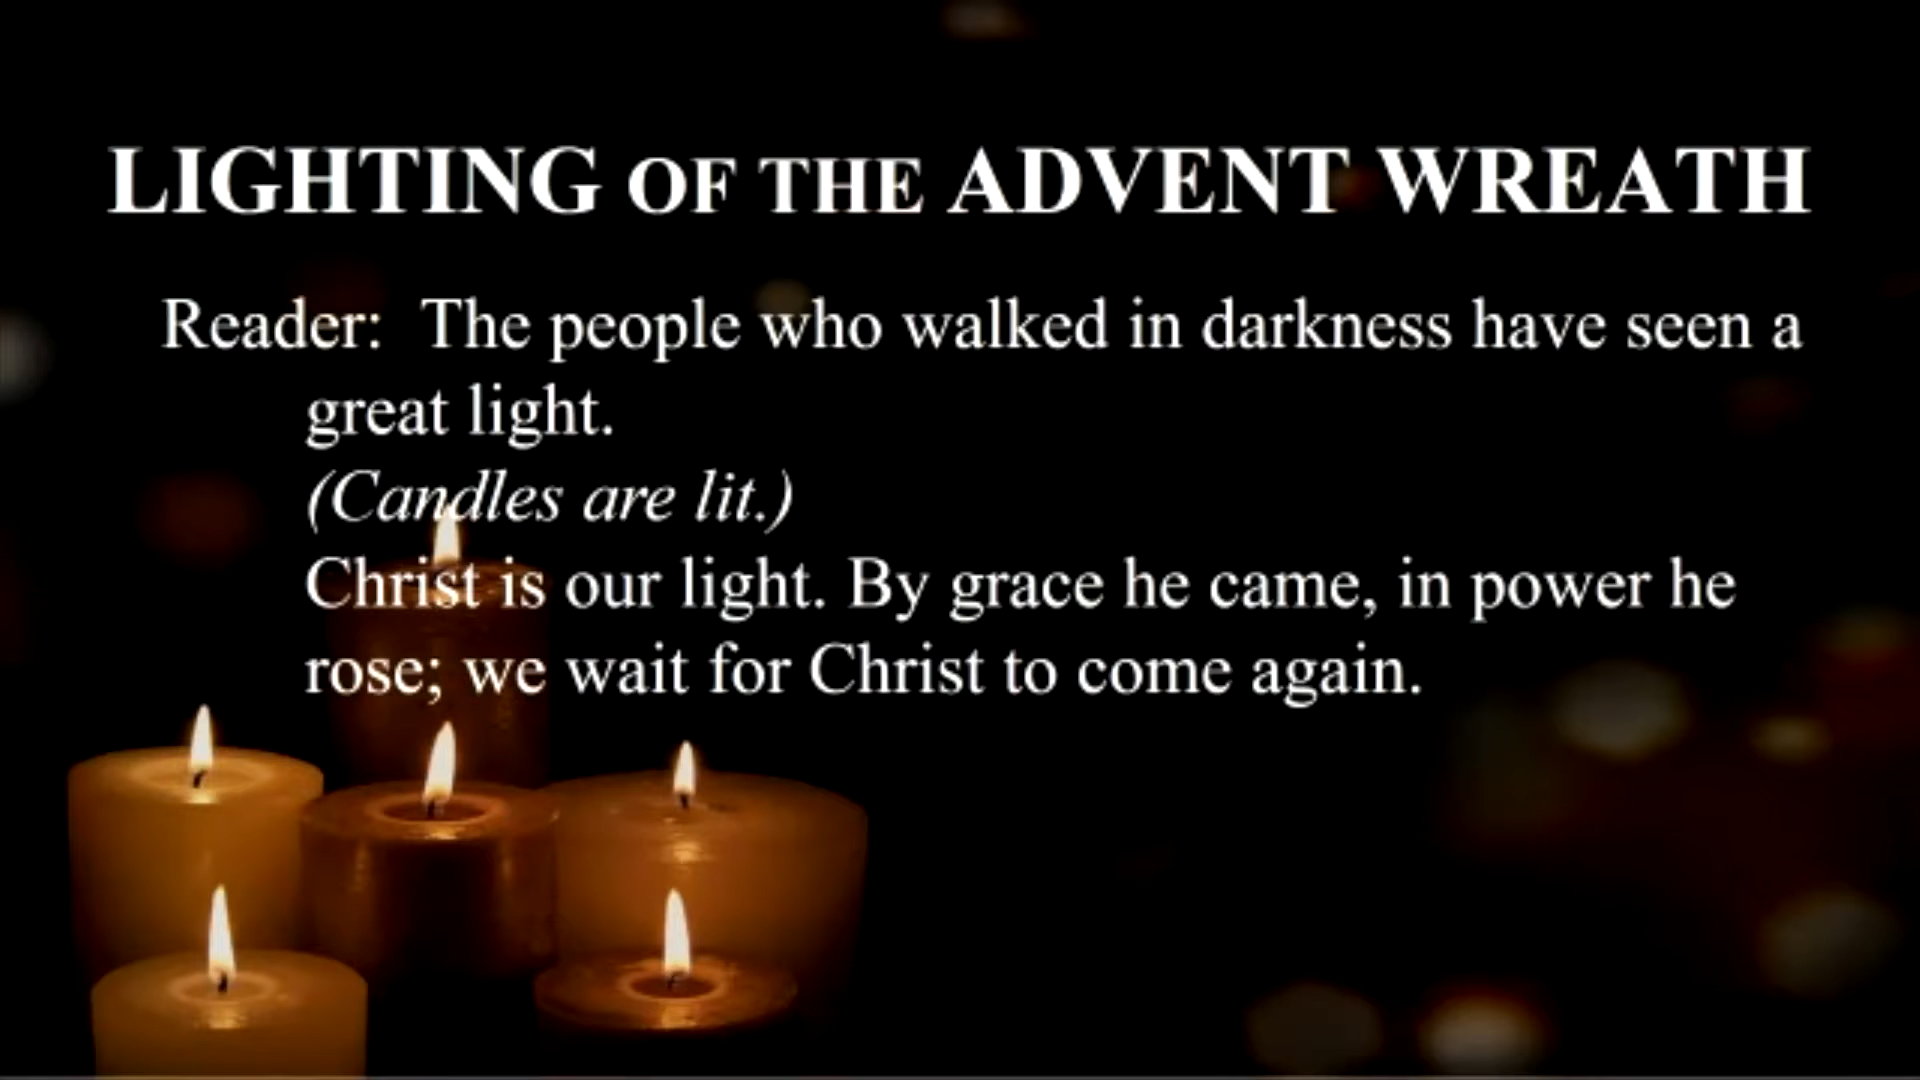 LIGHTING OF THE ADVENT WREATH
Reader: The people who walked in darkness have seen a
great light.
(Candles are lit.)
Christ is our light. By grace he came, in power he
rose; we wait for Christ to come again.